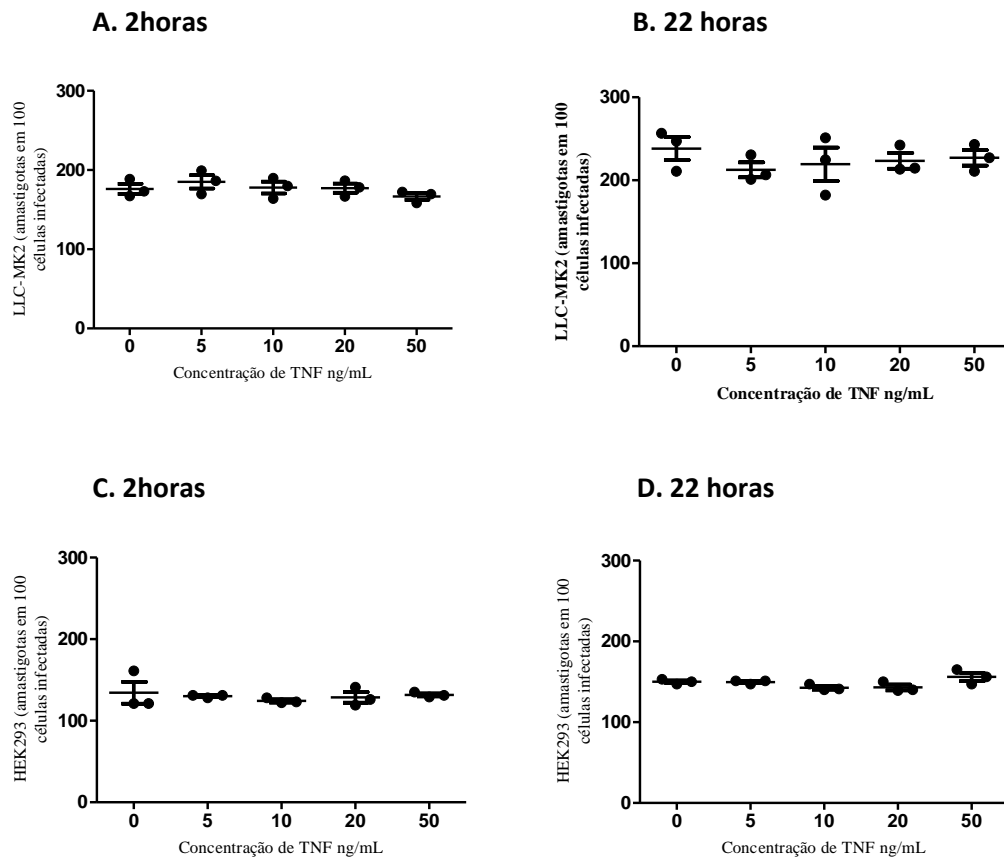 A. 2horas
LLC-MK2 (amastigotas em 100
células infectadas)
300
200
100
0
0 5 10 20 50
Concentração de TNF ng/mL
B. 22 horas
LLC-MK2 (amastigotas em 100
células infectadas)
300
200
100
0
0 5 10 20 50
Concentração de TNF ng/mL
C. 2horas
HEK293 (amastigotas em 100
células infectadas)
300
200
100
0
0 5 10 20 50
Concentração de TNF ng/mL
D. 22 horas
HEK293 (amastigotas em 100
células infectadas)
300
200
100
0
0 5 10 20 50
Concentração de TNF ng/mL